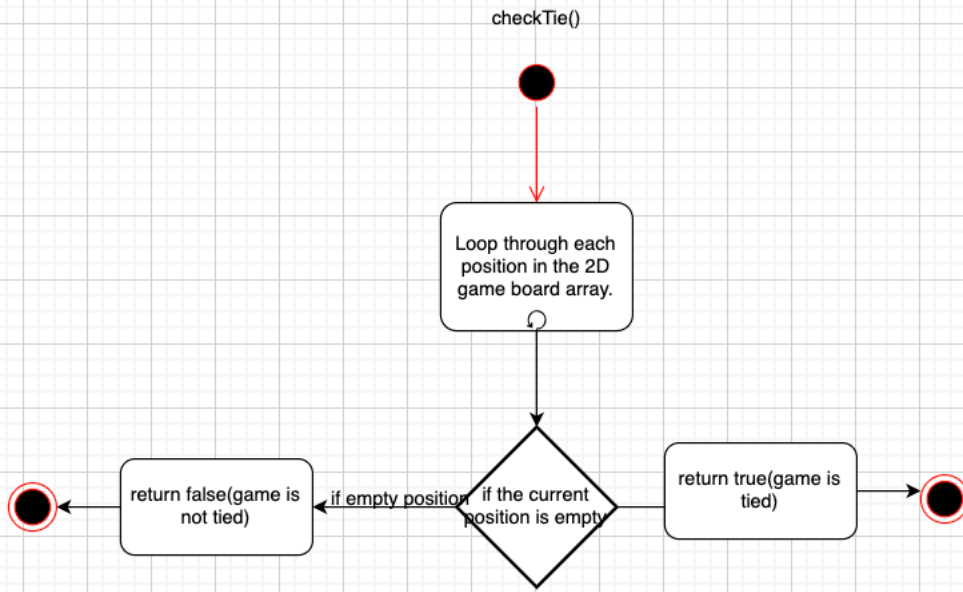 checkTie()
Loop through each
position in the 2D
game board array.
return false(game is
not tied)
if empty position
if the current
position is empty
return true(game is
tied)